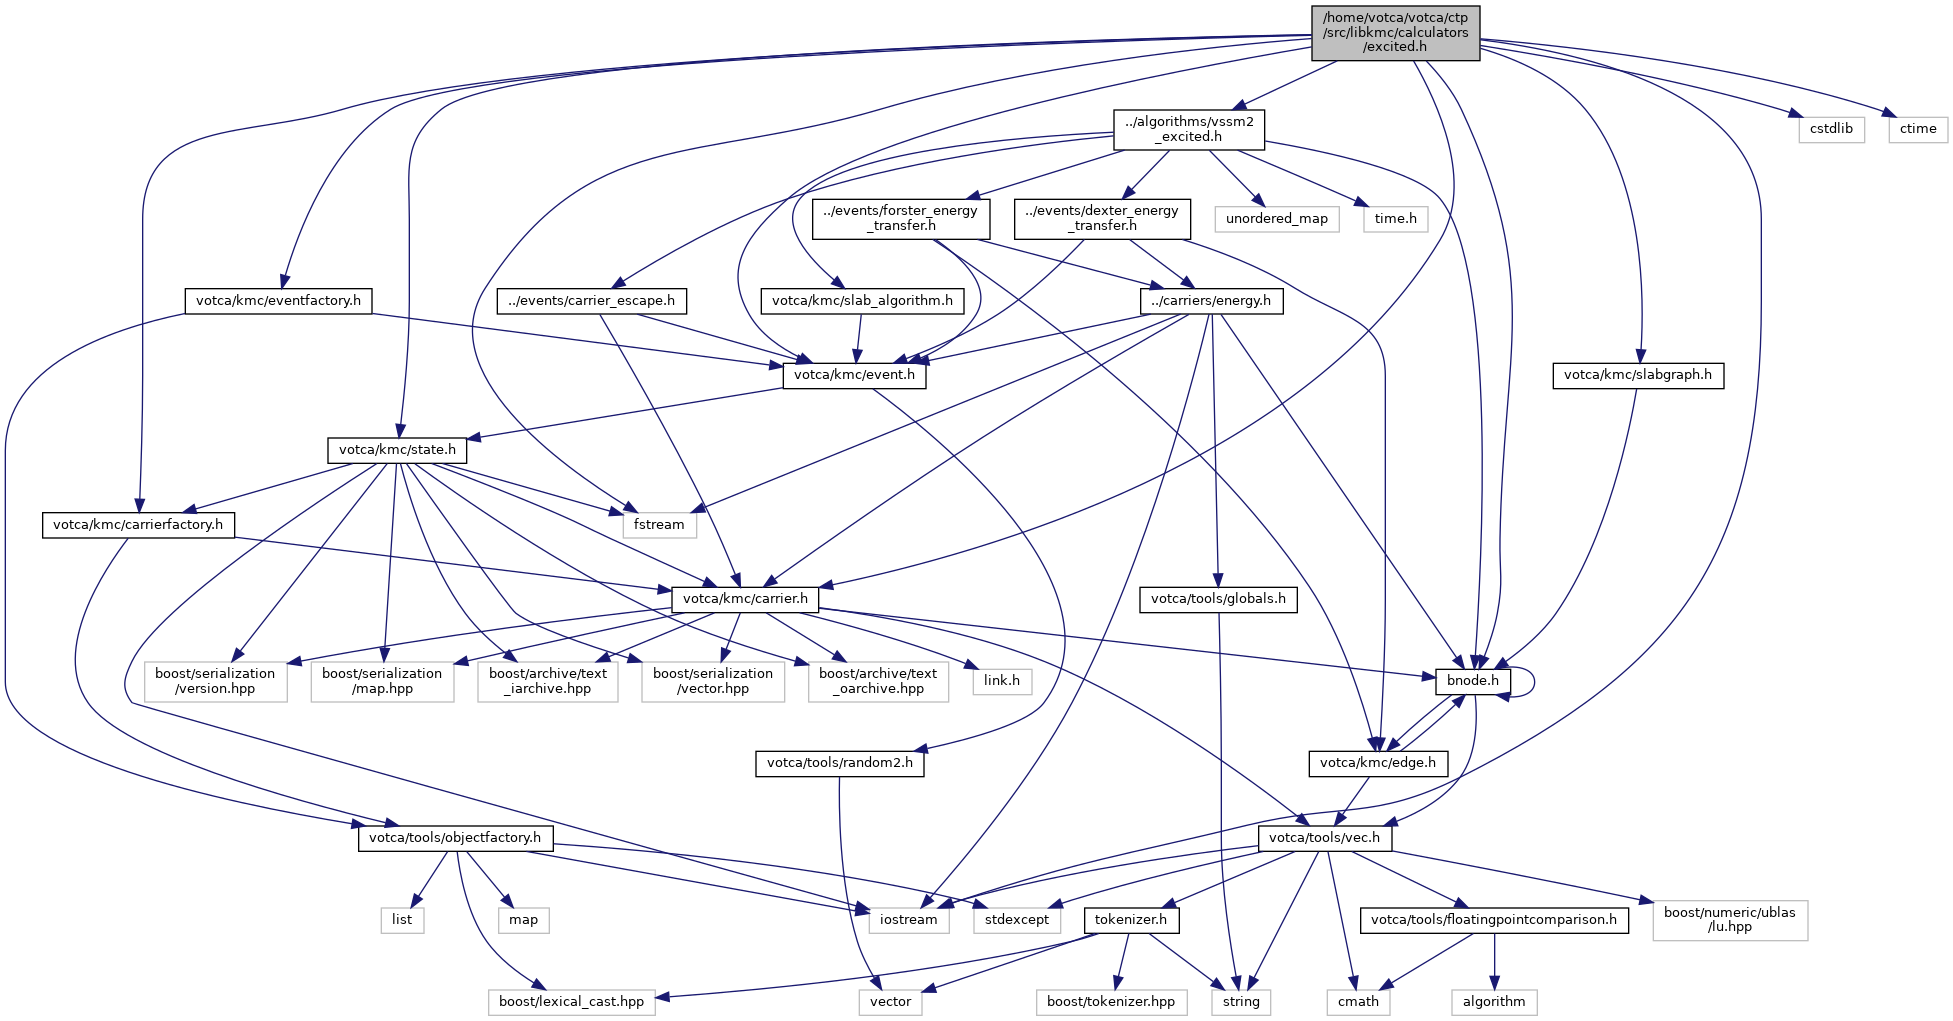 /home/votca/votca/ctp
/src/libkmc/calculators
/excited.h
../algorithms/vssm2
_excited.h
cstdlib
ctime
../events/forster_energy
_transfer.h
../events/dexter_energy
_transfer.h
unordered_map
time.h
votca/kmc/eventfactory.h
../events/carrier_escape.h
votca/kmc/slab_algorithm.h
../carriers/energy.h
votca/kmc/event.h
votca/kmc/slabgraph.h
votca/kmc/state.h
votca/kmc/carrierfactory.h
fstream
votca/kmc/carrier.h
votca/tools/globals.h
boost/serialization
/version.hpp
boost/serialization
/map.hpp
boost/archive/text
_iarchive.hpp
boost/serialization
/vector.hpp
boost/archive/text
_oarchive.hpp
link.h
bnode.h
votca/tools/random2.h
votca/kmc/edge.h
votca/tools/objectfactory.h
votca/tools/vec.h
list
map
iostream
stdexcept
tokenizer.h
votca/tools/floatingpointcomparison.h
boost/numeric/ublas
/lu.hpp
boost/lexical_cast.hpp
vector
boost/tokenizer.hpp
string
cmath
algorithm